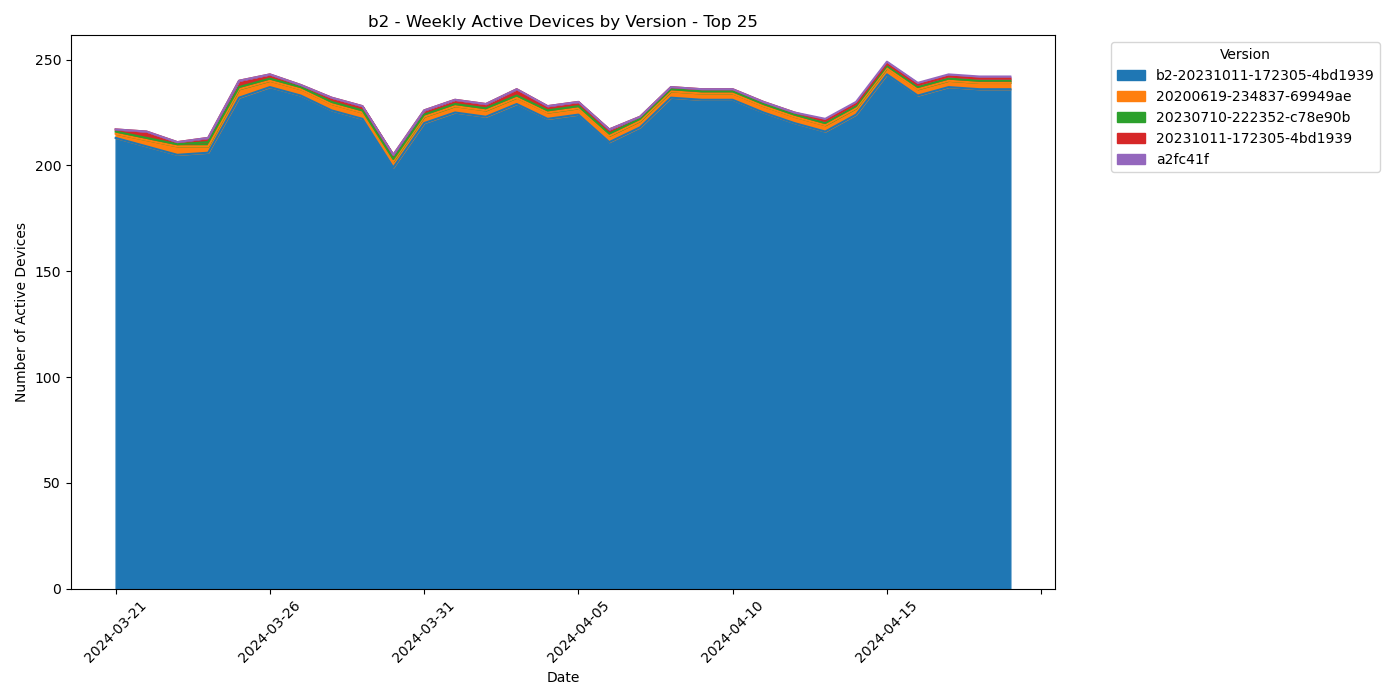 b2 - Weekly Active Devices by Version - Top 25
Number of Active Devices
250
200
150
100
50
0
2024-03-21
2024-03-26
2024-03-31
2024-04-05
2024-04-10
2024-04-15
Date
Version
b2-20231011-172305-4bd1939
20200619-234837-69949ae
20230710-222352-c78e90b
20231011-172305-4bd1939
a2fc41f